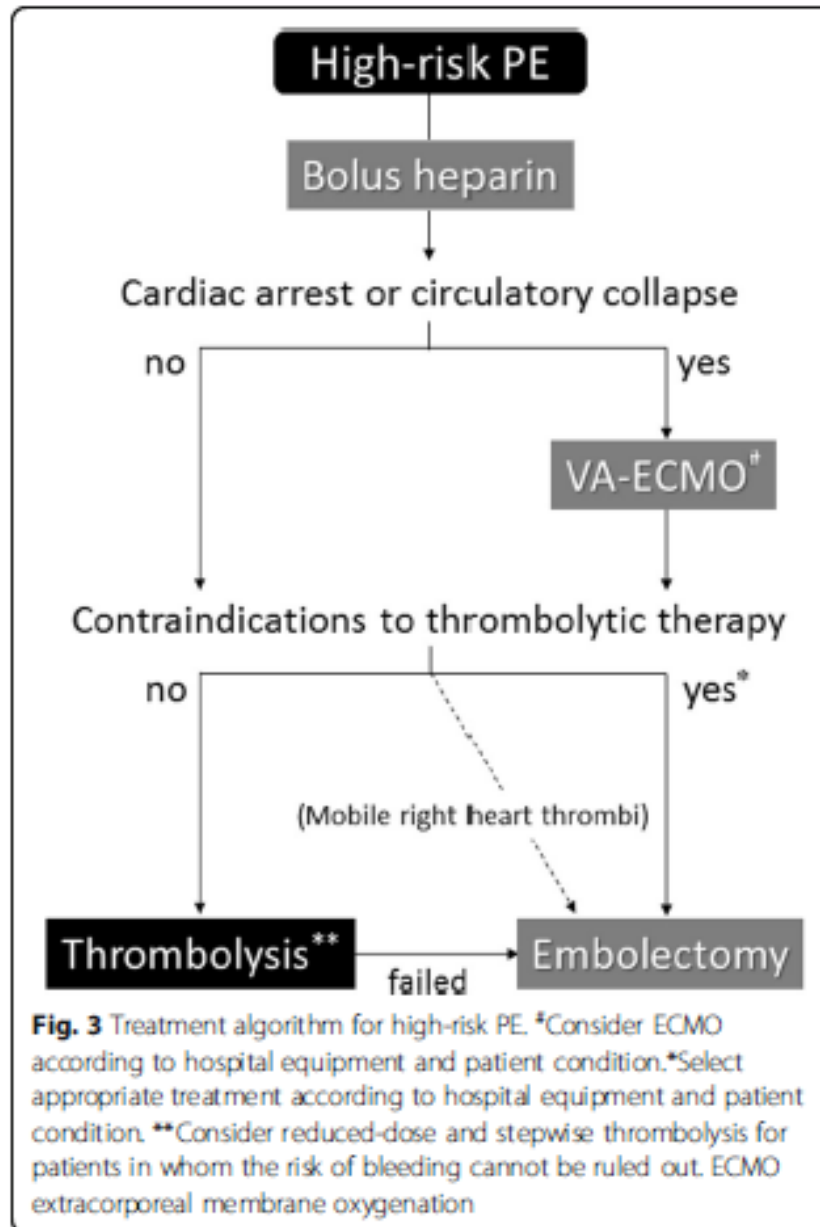 High-risk PE
Bolus heparin
Cardiac arrest or circulatory collapse
no
yes
VA-ECMO#
Contraindications to thrombolytic therapy
no
yes*
(Mobile right heart thrombi)
Thrombolysis**
failed
Embolectomy
Fig. 3 Treatment algorithm for high-risk PE. #Consider ECMO
according to hospital equipment and patient condition.*Select
appropriate treatment according to hospital equipment and patient
condition. **Consider reduced-dose and stepwise thrombolysis for
patients in whom the risk of bleeding cannot be ruled out. ECMO
extracorporeal membrane oxygenation